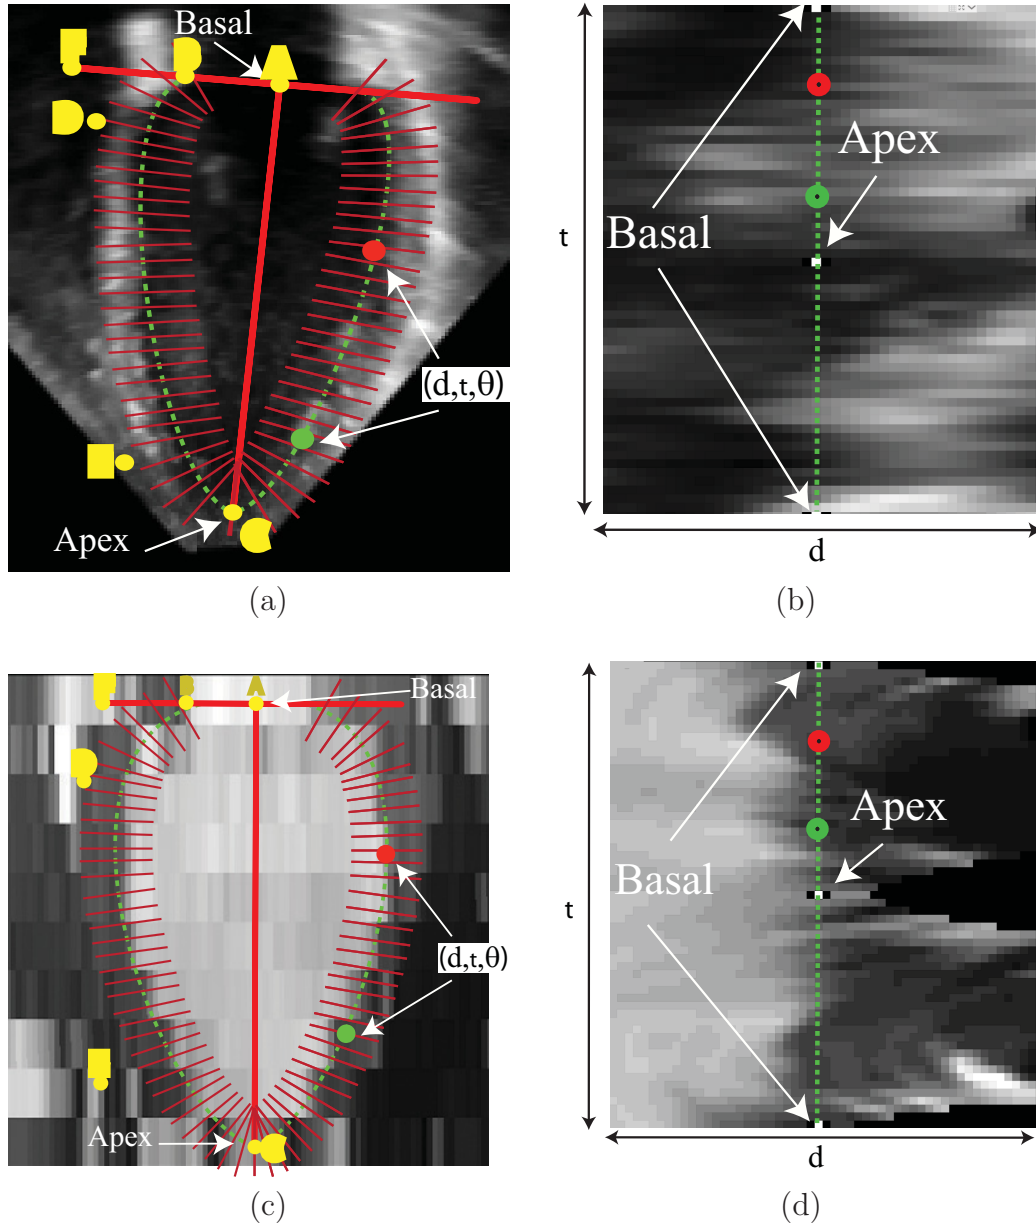 Basal
A
D
(d,t,θ)
Apex
C
(a)
t
Apex
Basal
d
(b)
B
A
Basal
D
(d,t,θ)
Apex
C
(c)
t
Apex
Basal
d
(d)